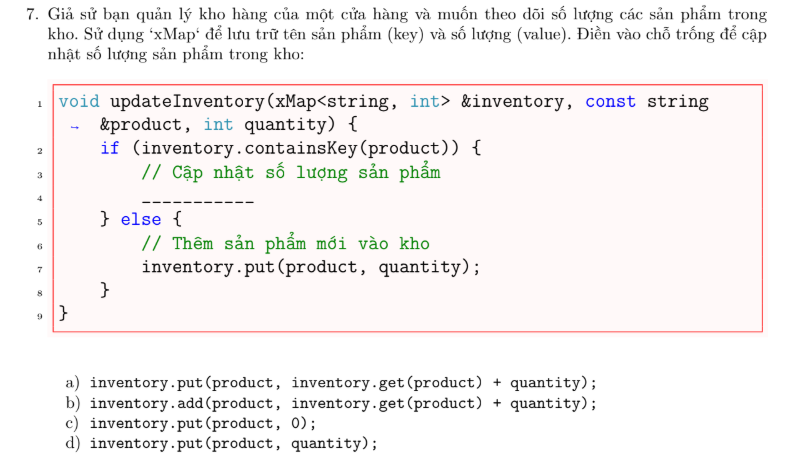 7. Giả sử bạn quản lý kho hàng của một cửa hàng và muốn theo dõi số lượng các sản phẩm trong
kho. Sử dụng ‘xMap‘ để lưu trữ tên sản phẩm (key) và số lượng (value). Điền vào chỗ trống để cập
nhật số lượng sản phẩm trong kho:
1 void updateInventory(xMap<string, int> &inventory, const string
↪ &product, int quantity) {
2 if (inventory.containsKey(product)) {
3 // Cập nhật số lượng sản phẩm
4 ___________
5 } else {
6 // Thêm sản phẩm mới vào kho
7 inventory.put(product, quantity);
8 }
9 }
a) inventory.put(product, inventory.get(product) + quantity);
b) inventory.add(product, inventory.get(product) + quantity);
c) inventory.put(product, 0);
d) inventory.put(product, quantity);